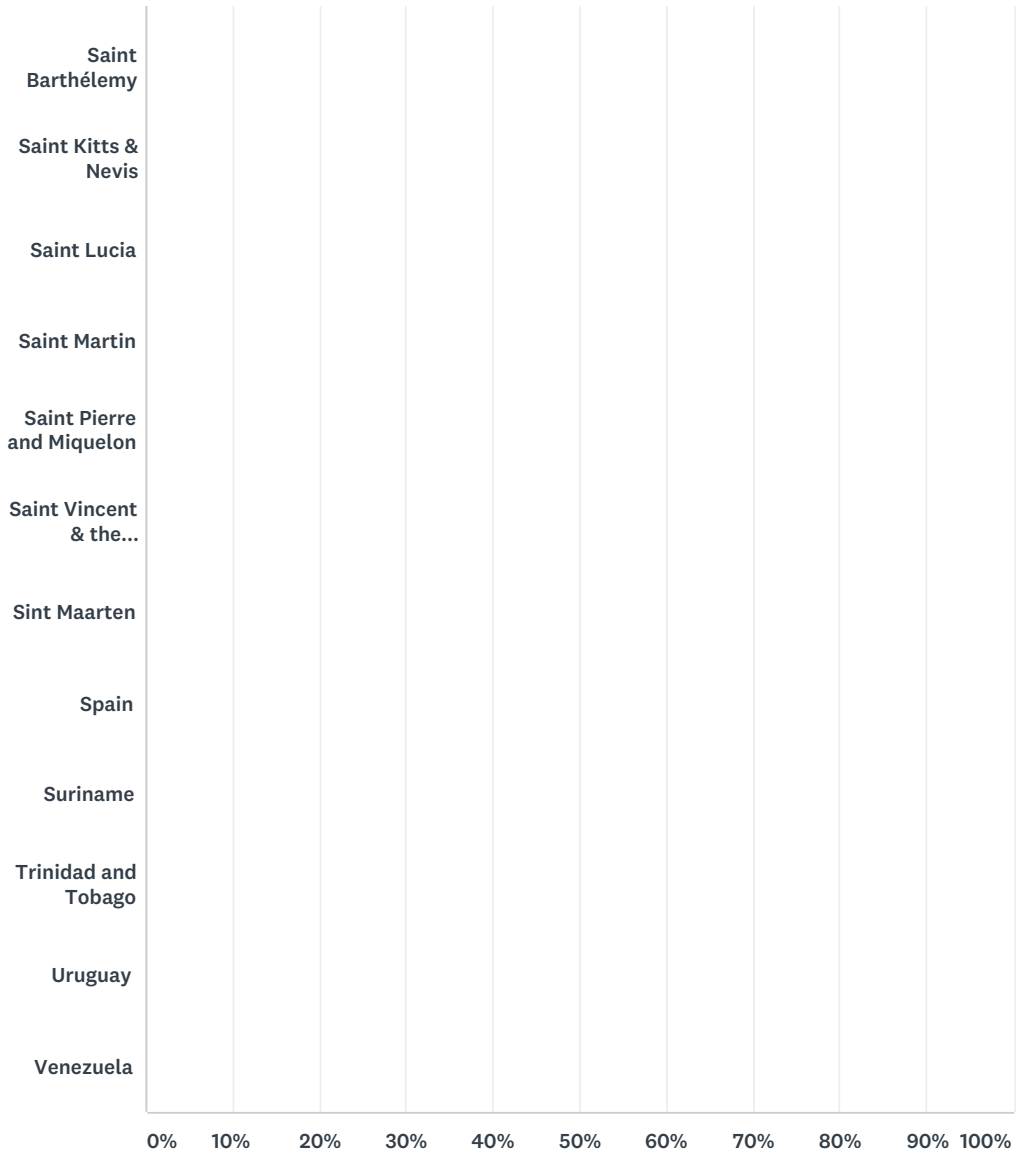 Saint
Barthélemy
Saint Kitts &
Nevis
Saint Lucia
Saint Martin
Saint Pierre
and Miquelon
Saint Vincent
& the...
Sint Maarten
Spain
Suriname
Trinidad and
Tobago
Uruguay
Venezuela
0% 10% 20% 30% 40% 50% 60% 70% 80% 90% 100%